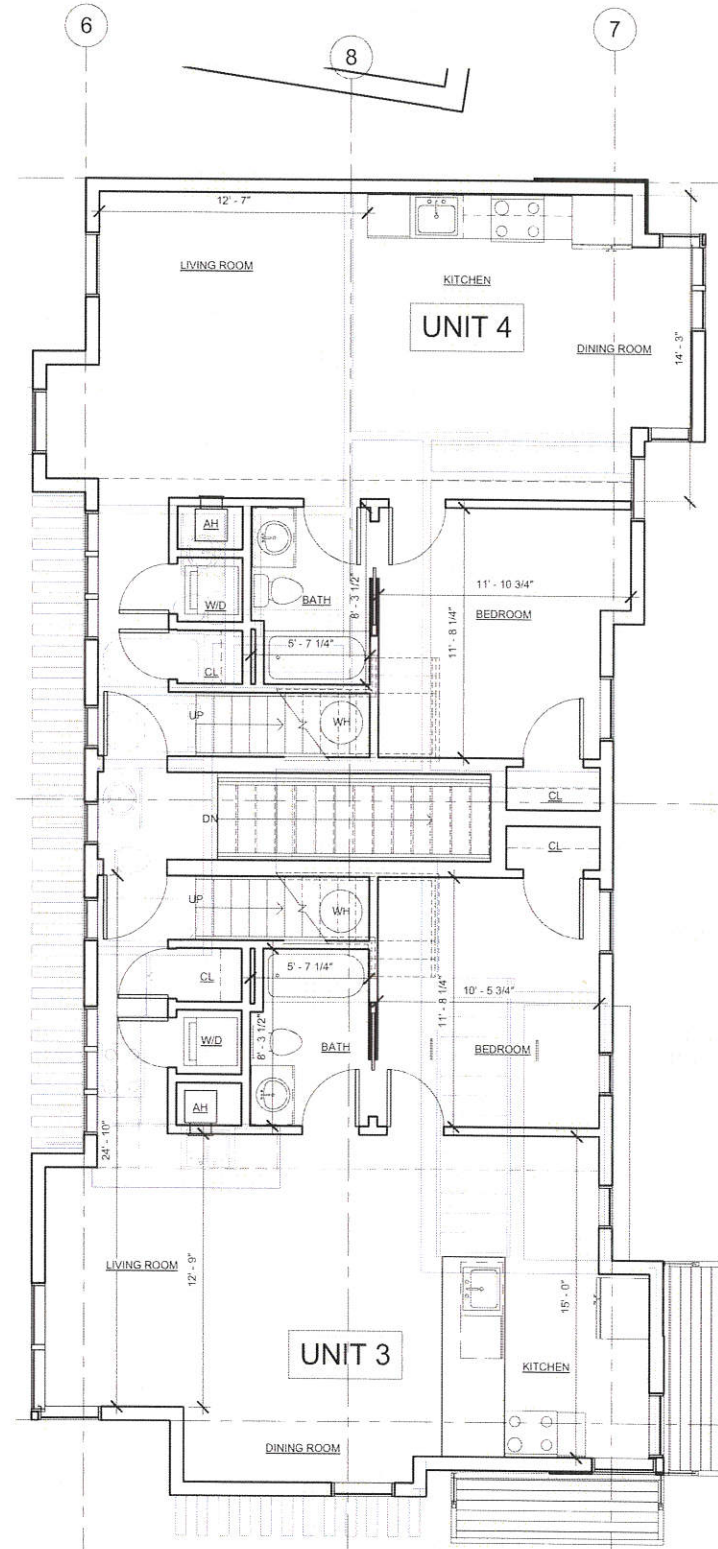 6
8
7
12' - 7"
LIVING ROOM
KITCHEN
UNIT 4
DINING ROOM
14' - 3"
AH
W/D
BATH
8' - 3 1/2"
11' - 10 3/4"
BEDROOM
11' - 8 1/4"
5' - 7 1/4"
CL
UP
WH
CL
DN
CL
UP
WH
CL
5' - 7 1/4"
11' - 8 1/4"
10' - 5 3/4"
W/D
8' - 3 1/2"
BATH
BEDROOM
AH
24' - 10"
LIVING ROOM
12' - 9"
15' - 0"
UNIT 3
KITCHEN
DINING ROOM